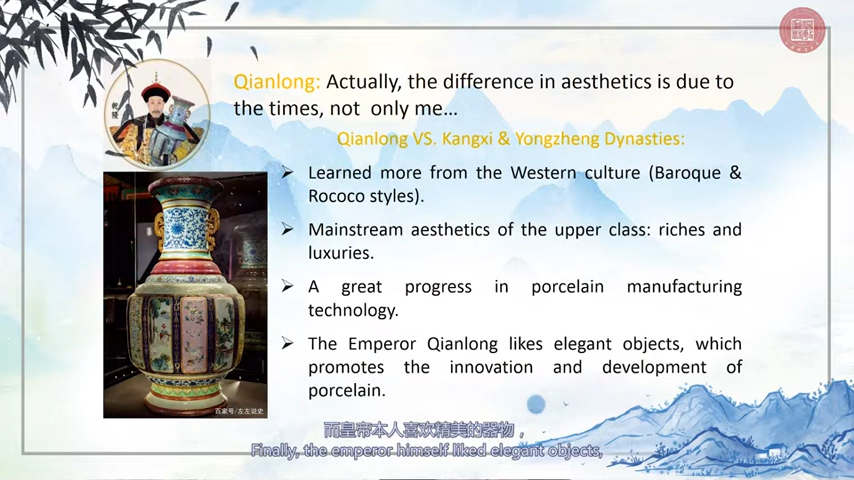 乾隆
Qianlong: Actually, the difference in aesthetics is due to
the times, not only me…
Qianlong VS. Kangxi & Yongzheng Dynasties:
Learned more from the Western culture (Baroque &
Rococo styles).
Mainstream aesthetics of the upper class: riches and
luxuries.
A great progress in porcelain manufacturing
technology.
The Emperor Qianlong likes elegant objects, which
promotes the innovation and development of
porcelain.
百家号/左左说史
而皇帝本人喜欢精美的器物，
Finally, the emperor himself liked elegant objects,